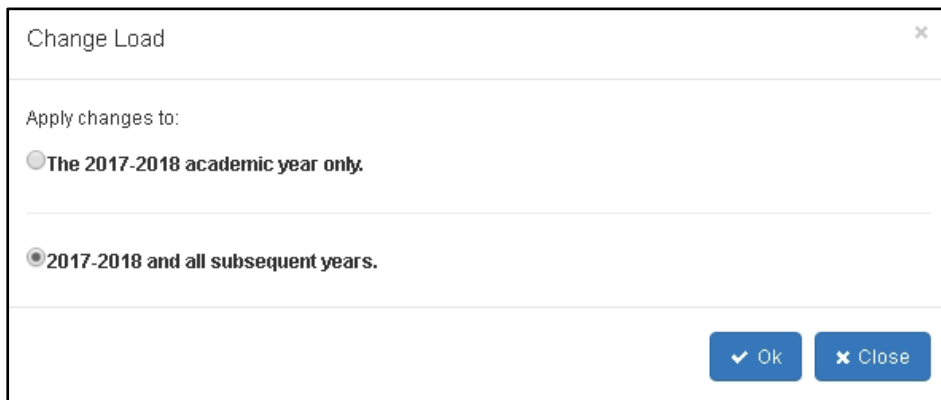 Change Load
Apply changes to:
The 2017-2018 academic year only.
2017-2018 and all subsequent years.
Ok
Close